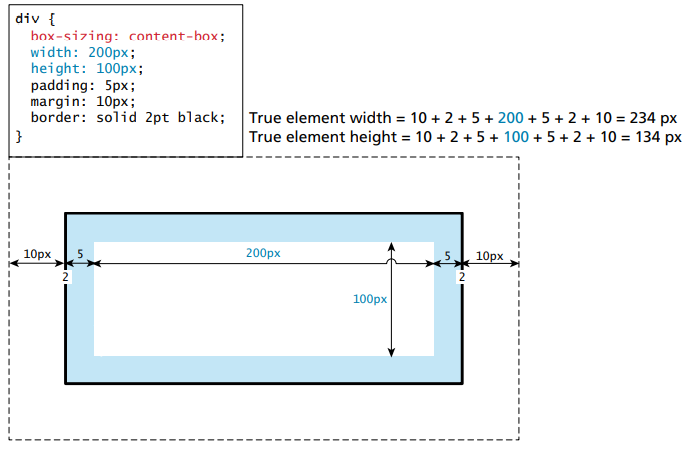 div {
box-sizing: content-box;
width: 200px;
height: 100px;
padding: 5px;
margin: 10px;
border: solid 2pt black;
}
True element width = 10 + 2 + 5 + 200 + 5 + 2 + 10 = 234 px
True element height = 10 + 2 + 5 + 100 + 5 + 2 + 10 = 134 px
10px 5 200px 5 10px
2 2
100px